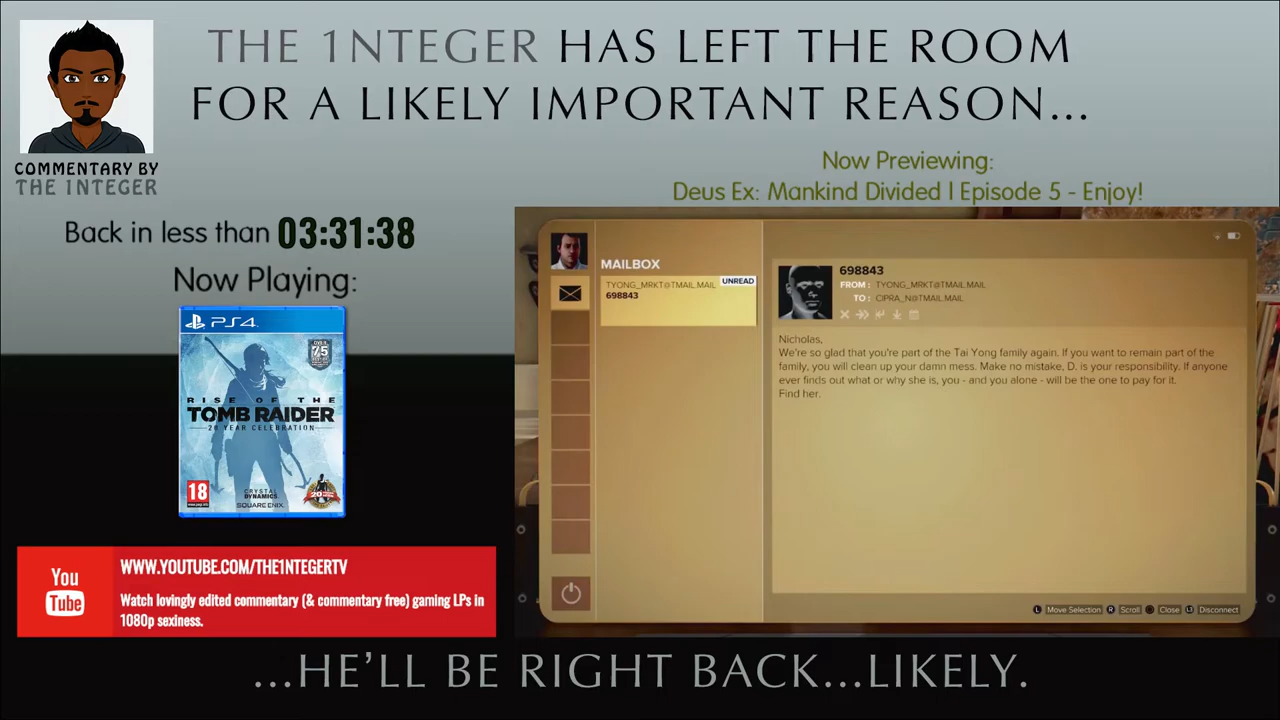 THE 1NTEGER HAS LEFT THE ROOM
FOR A LIKELY IMPORTANT REASON...
COMMENTARY BY
THE 1NTEGER
Now Previewing:
Deus Ex: Mankind Divided | Episode 5 - Enjoy!
Back in less than 03:31:38
Now Playing:
PS4
RISE OF THE
TOMB RAIDER
20 YEAR CELEBRATION
18
CRYSTAL
DYNAMICS
SQUARE ENIX
MAILBOX
TYONG_MRKT@TMAIL.MAIL
UNREAD
698843
698843
FROM : TYONG_MRKT@TMAIL.MAIL
TO : CIPRA_N@TMAIL.MAIL
Nicholas,
We're so glad that you're part of the Tai Yong family again. If you want to remain part of the
family, you will clean up your damn mess. Make no mistake, D. is your responsibility. If anyone
ever finds out what or why she is, you - and you alone - will be the one to pay for it.
Find her.
L Move Selection R Scroll Close Disconnect
You
Tube
WWW.YOUTUBE.COM/THE1NTEGERTV
Watch lovingly edited commentary (& commentary free) gaming LPs in
1080p sexiness.
...HE'LL BE RIGHT BACK...LIKELY.